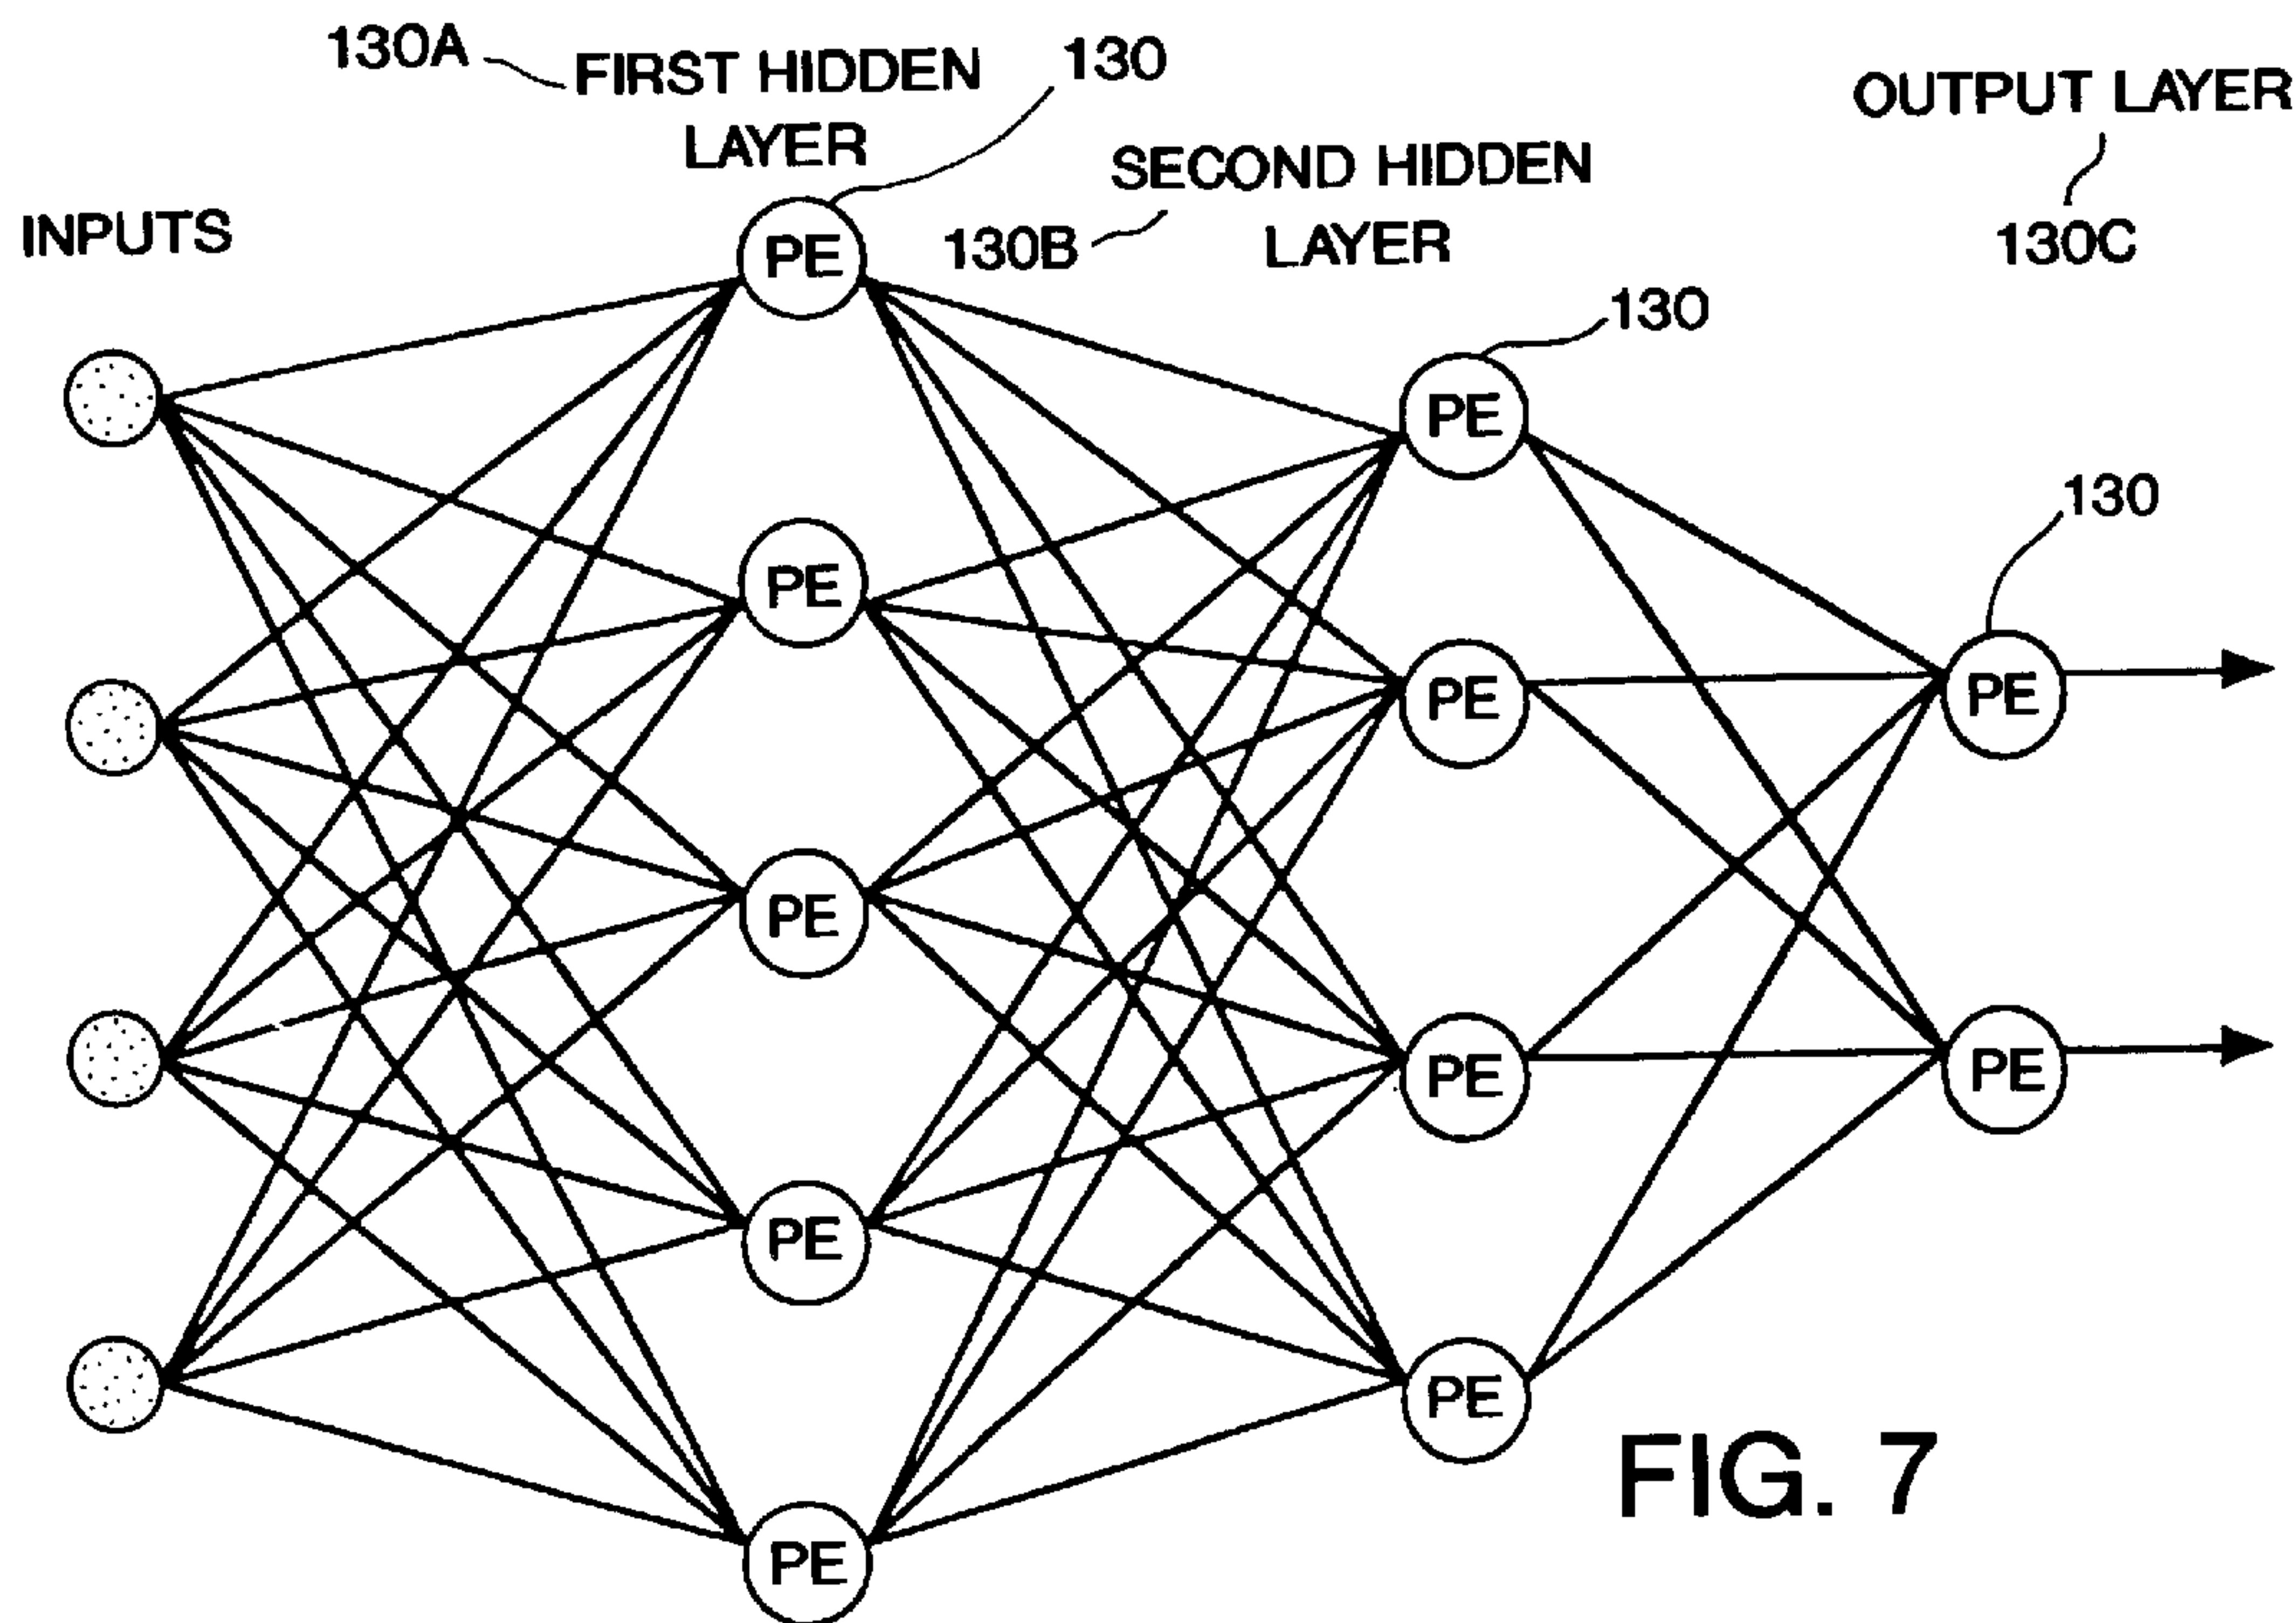 130A
FIRST HIDDEN
LAYER
130
OUTPUT LAYER
130C
SECOND HIDDEN
LAYER
130B
INPUTS
PE
130
PE
130
PE
PE
PE
PE
PE
PE
PE
PE
PE
FIG. 7